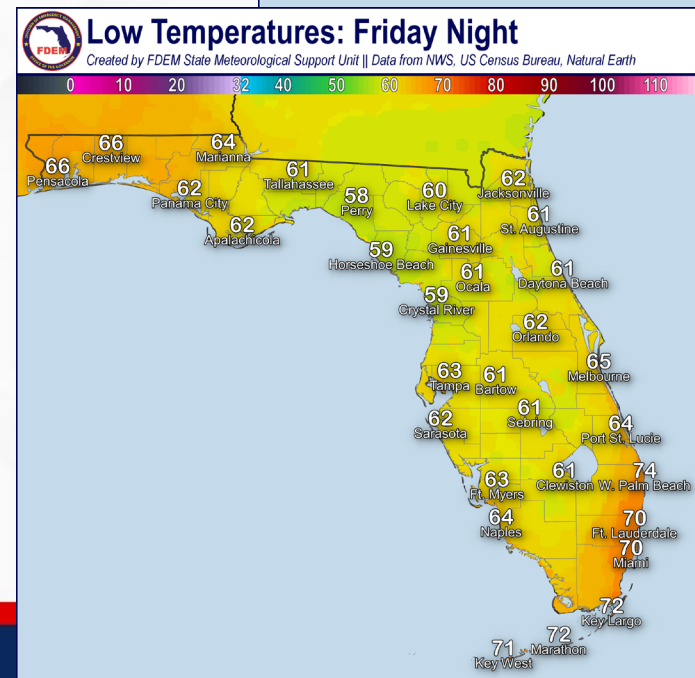 Low Temperatures: Friday Night
Created by FDEM State Meteorological Support Unit || Data from NWS, US Census Bureau, Natural Earth
FDEM
0 10 20 32 40 50 60 70 80 90 100 110
66
Crestview
64
Marianna
66
Pensacola
61
Tallahassee
62
Panama City
58
Perry
60
Lake City
62
Jacksonville
62
Apalachicola
61
St. Augustine
61
Gainesville
59
Horseshoe Beach
61
Ocala
61
Daytona Beach
59
Crystal River
62
Orlando
65
Melbourne
63
Tampa
61
Bartow
62
Sarasota
61
Sebring
64
Port St. Lucie
63
Ft. Myers
61
Clewiston
74
W. Palm Beach
64
Naples
70
Ft. Lauderdale
70
Miami
72
Key Largo
72
Marathon
71
Key West